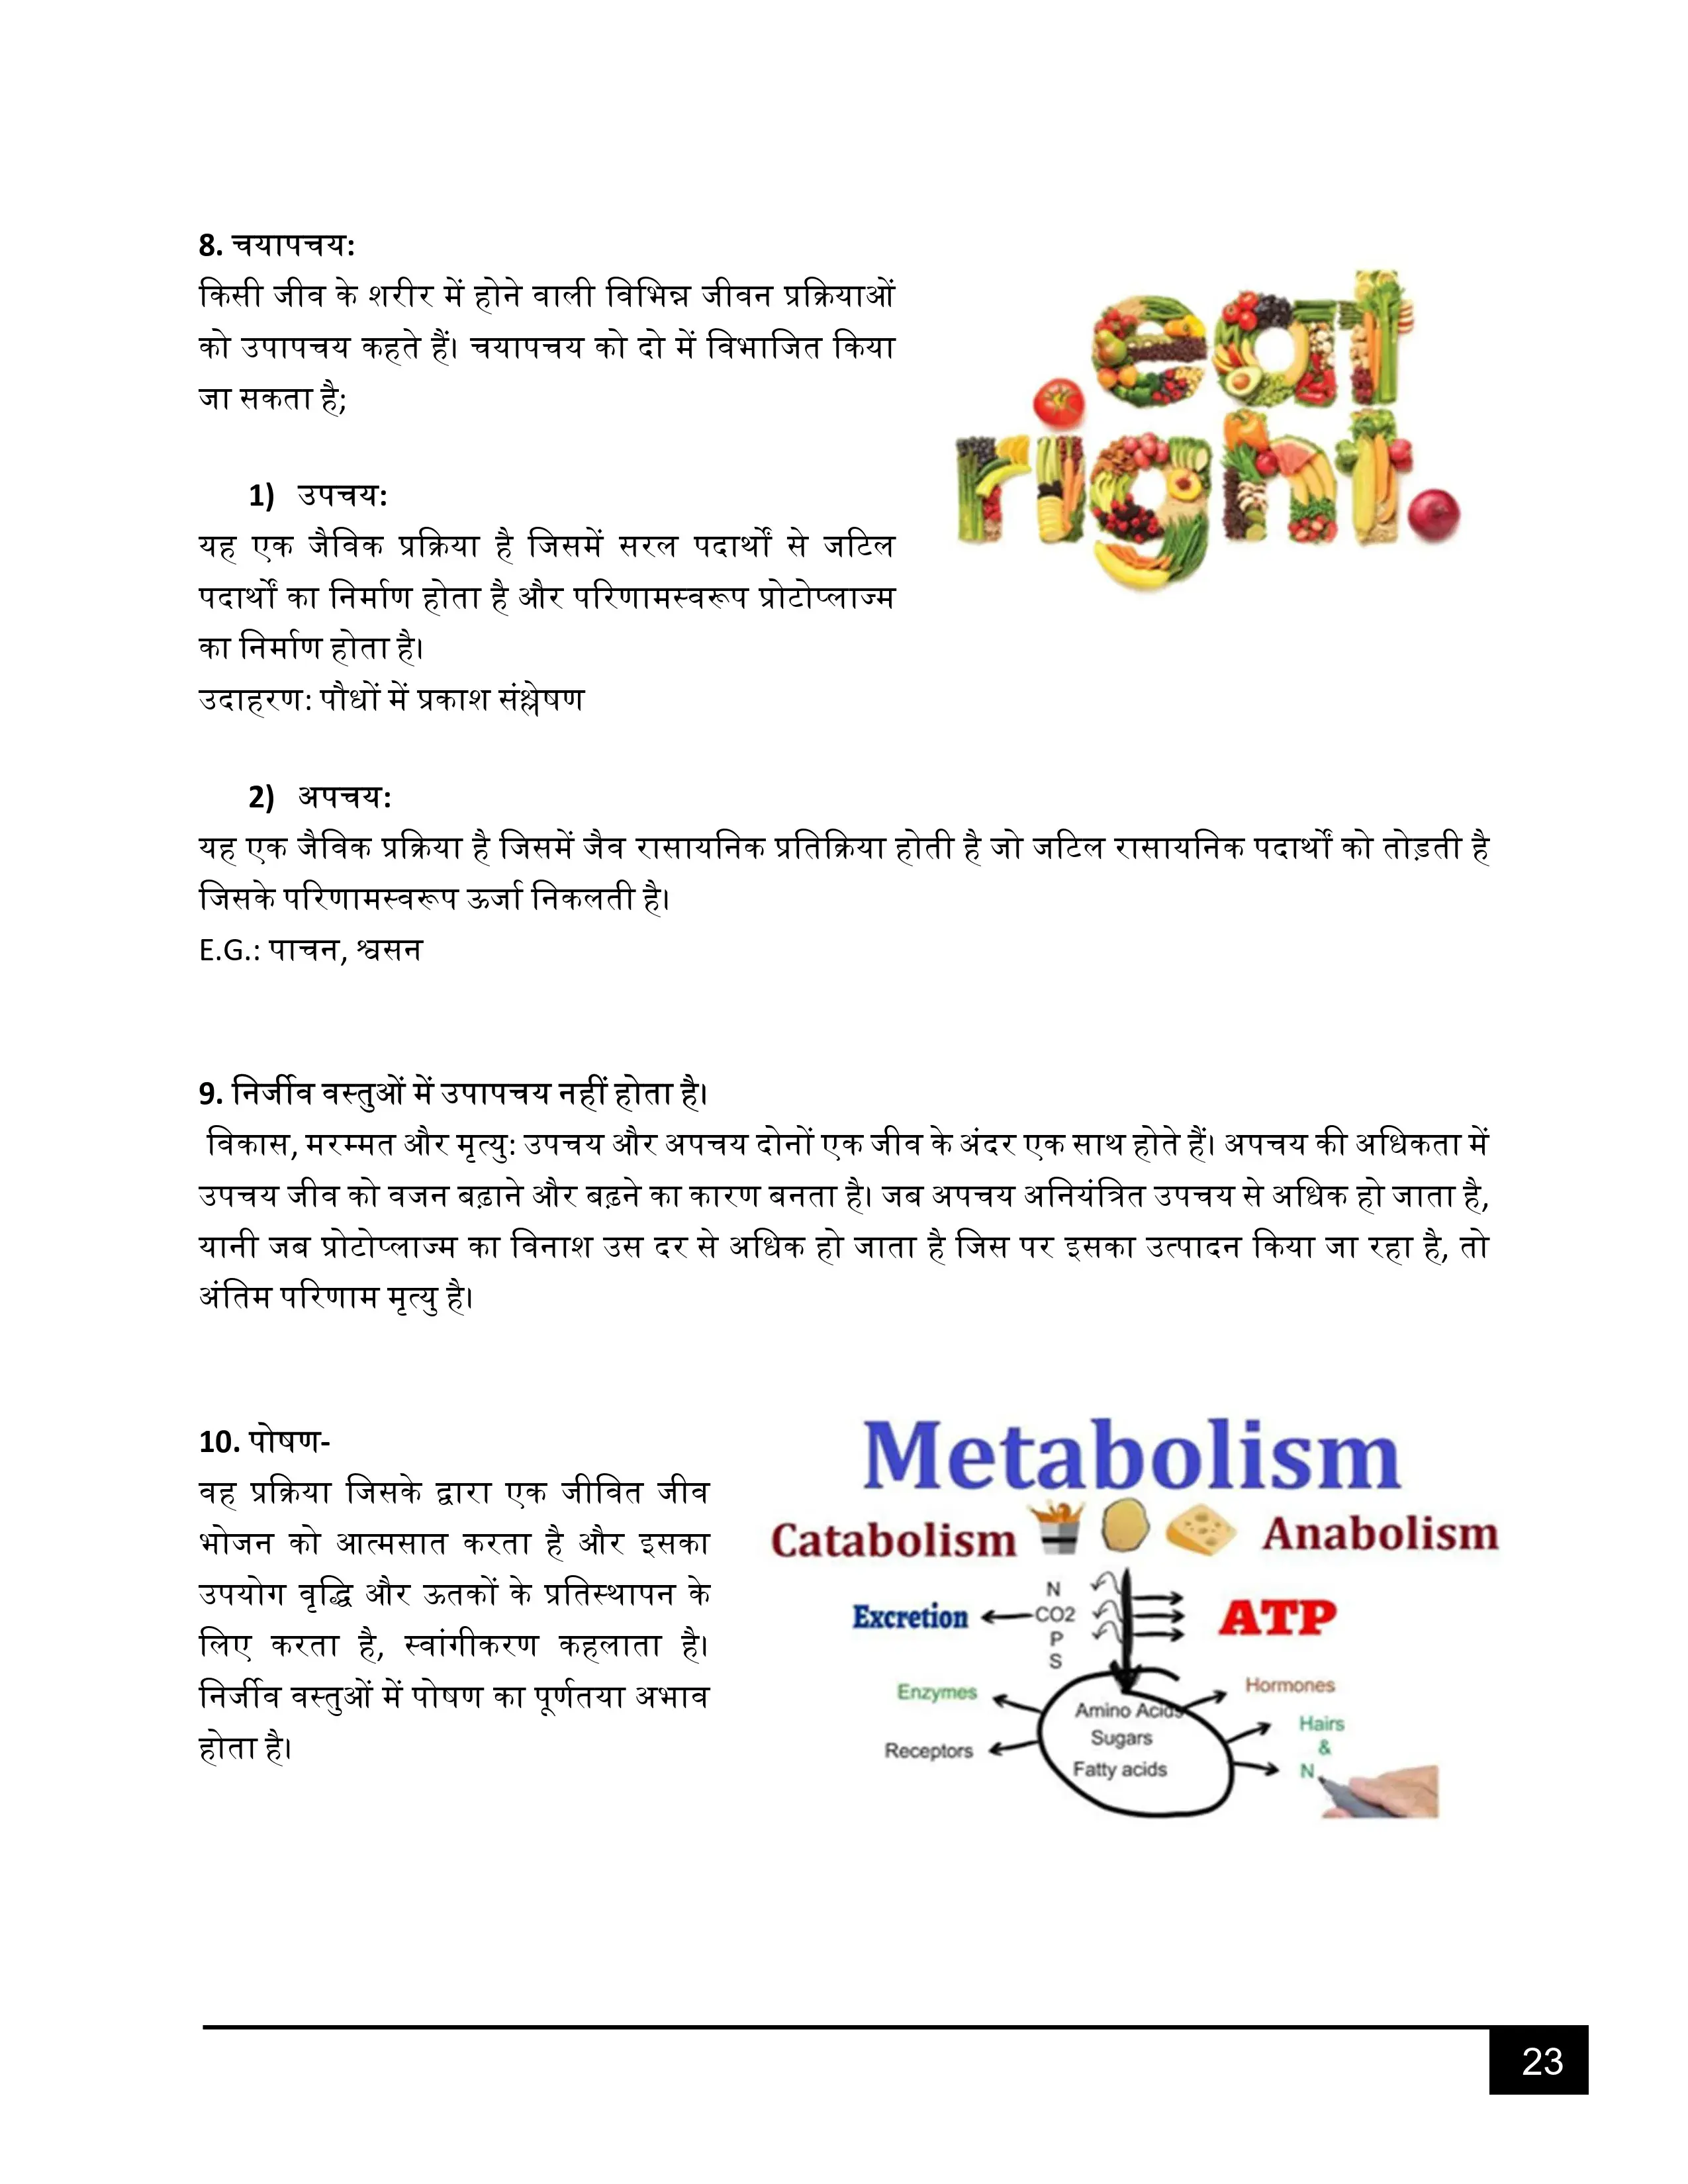 8. चयापचय:
किसी जीव के शरीर में होने वाली विभिन्न जीवन प्रक्रियाओं
को उपापचय कहते हैं। चयापचय को दो में विभाजित किया
जा सकता है;
eat
right.
1) उपचय:
यह एक जैविक प्रक्रिया है जिसमें सरल पदार्थों से जटिल
पदार्थों का निर्माण होता है और परिणामस्वरूप प्रोटोप्लाज्म
का निर्माण होता है।
उदाहरण: पौधों में प्रकाश संश्लेषण
2) अपचय:
यह एक जैविक प्रक्रिया है जिसमें जैव रासायनिक प्रतिक्रिया होती है जो जटिल रासायनिक पदार्थों को तोड़ती है
जिसके परिणामस्वरूप ऊर्जा निकलती है।
E.G.: पाचन, श्वसन
9. निर्जीव वस्तुओं में उपापचय नहीं होता है।
विकास, मरम्मत और मृत्यु: उपचय और अपचय दोनों एक जीव के अंदर एक साथ होते हैं। अपचय की अधिकता में
उपचय जीव को वजन बढ़ाने और बढ़ने का कारण बनता है। जब अपचय अनियंत्रित उपचय से अधिक हो जाता है,
यानी जब प्रोटोप्लाज्म का विनाश उस दर से अधिक हो जाता है जिस पर इसका उत्पादन किया जा रहा है, तो
अंतिम परिणाम मृत्यु है।
10. पोषण-
वह प्रक्रिया जिसके द्वारा एक जीवित जीव
भोजन को आत्मसात करता है और इसका
उपयोग वृद्धि और ऊतकों के प्रतिस्थापन के
लिए करता है, स्वांगीकरण कहलाता है।
निर्जीव वस्तुओं में पोषण का पूर्णतया अभाव
होता है।
Metabolism
Catabolism Anabolism
N
Excretion CO2 ATP
P
S
Enzymes Hormones
Amino Acids
Sugars Hairs
Receptors &
Fatty acids N
23